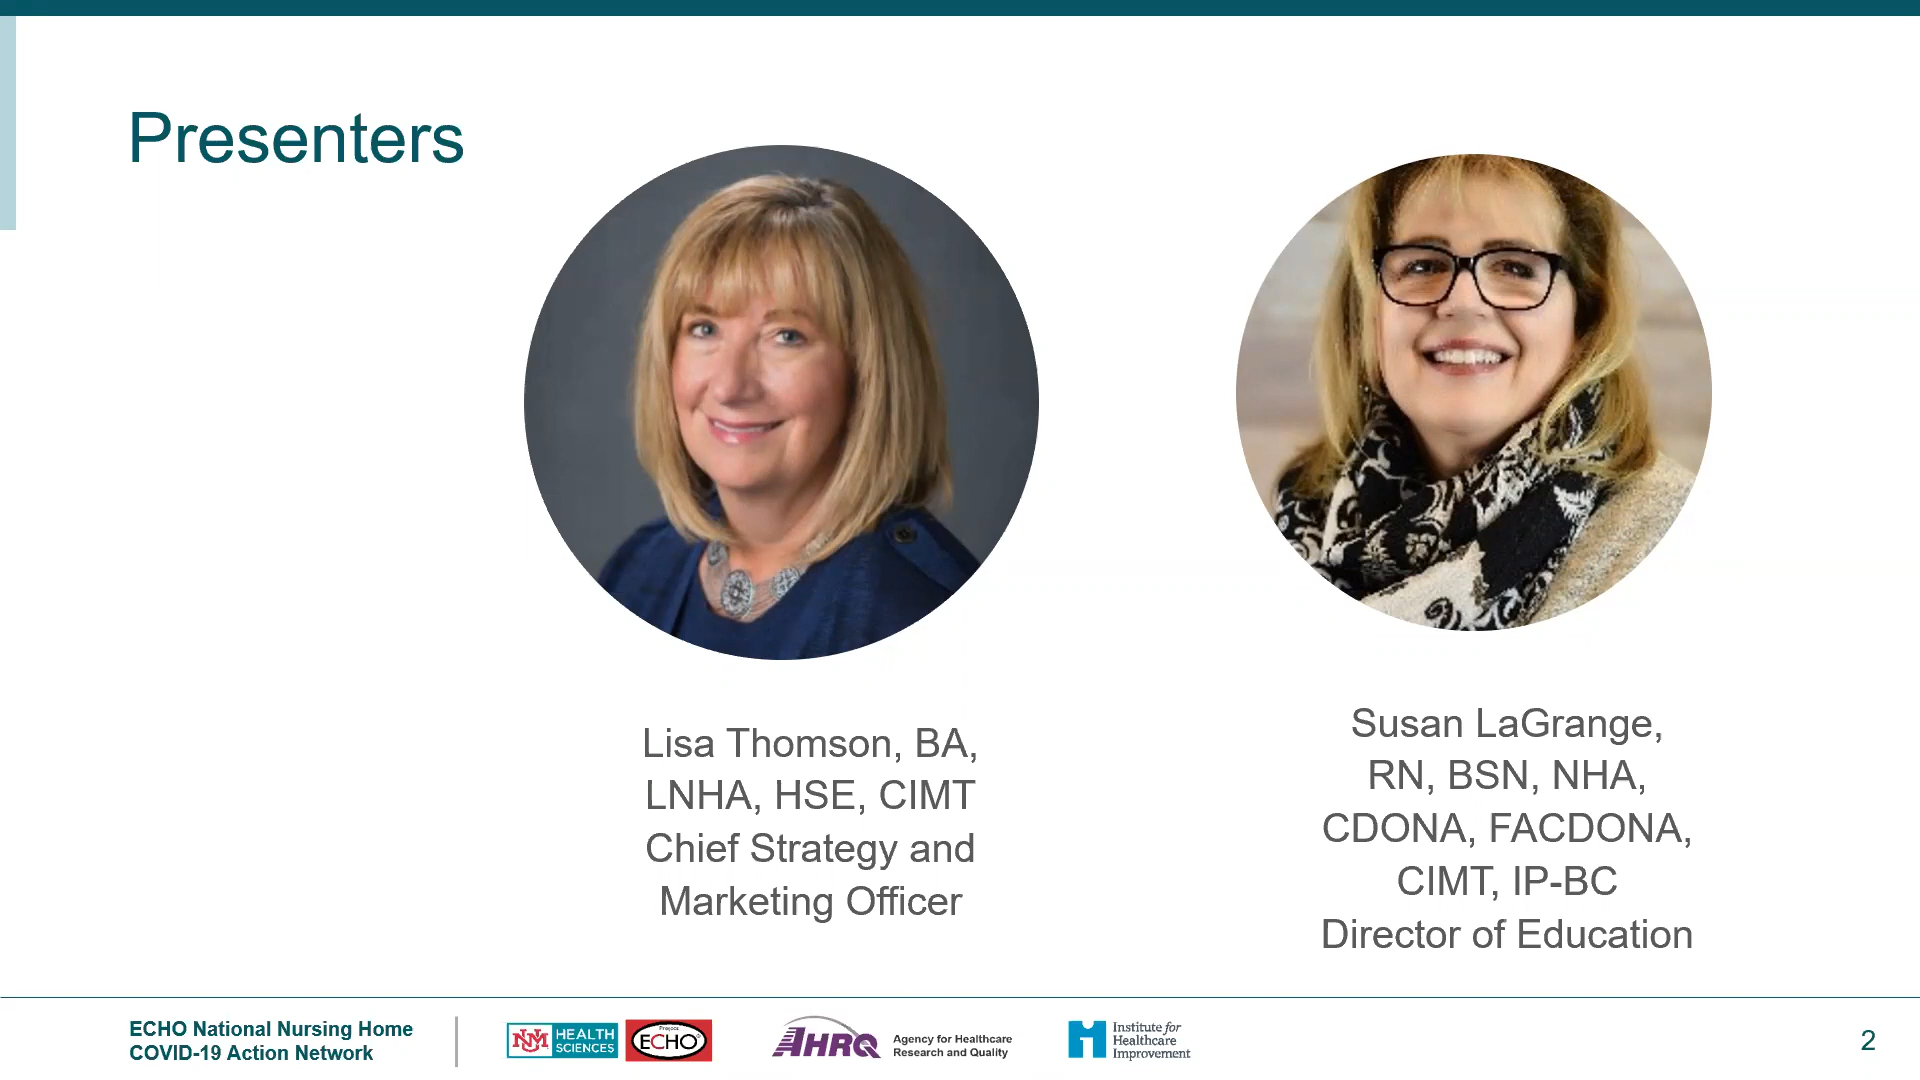 Presenters
Lisa Thomson, BA,
LNHA, HSE, CIMT
Chief Strategy and
Marketing Officer
Susan LaGrange,
RN, BSN, NHA,
CDONA, FACDONA,
CIMT, IP-BC
Director of Education
ECHO National Nursing Home
COVID-19 Action Network
UNM
HEALTH
SCIENCES
Project
ECHO®
AHRQ
Agency for Healthcare
Research and Quality
Institute for
Healthcare
Improvement
2